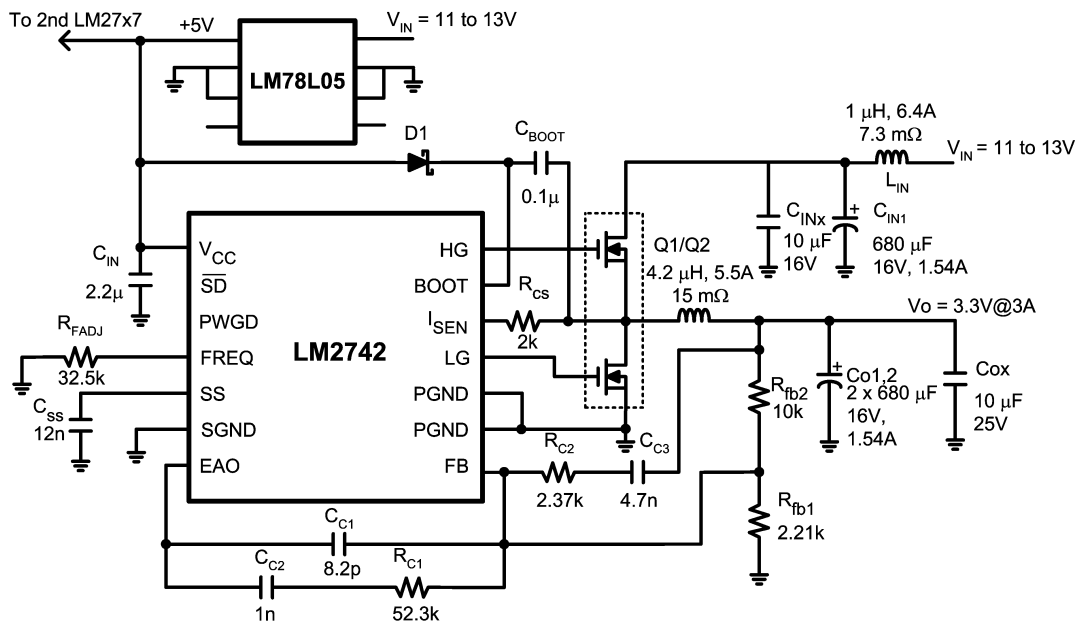 To 2nd LM27x7
+5V
V_IN = 11 to 13V
LM78L05
D1
C_BOOT
0.1μ
1 μH, 6.4A
7.3 mΩ
V_IN = 11 to 13V
L_IN
C_INx
10 μF
16V
+
C_IN1
680 μF
16V, 1.54A
C_IN
2.2μ
V_CC
S̅D̅
PWGD
FREQ
SS
SGND
EAO
LM2742
HG
BOOT
I_SEN
LG
PGND
PGND
FB
Q1/Q2
4.2 μH, 5.5A
15 mΩ
R_CS
2k
Vo = 3.3V@3A
R_FADJ
32.5k
C_SS
12n
+
Co1,2
2 x 680 μF
16V,
1.54A
Cox
10 μF
25V
R_fb2
10k
R_C2
2.37k
C_C3
4.7n
R_fb1
2.21k
C_C1
8.2p
C_C2
1n
R_C1
52.3k